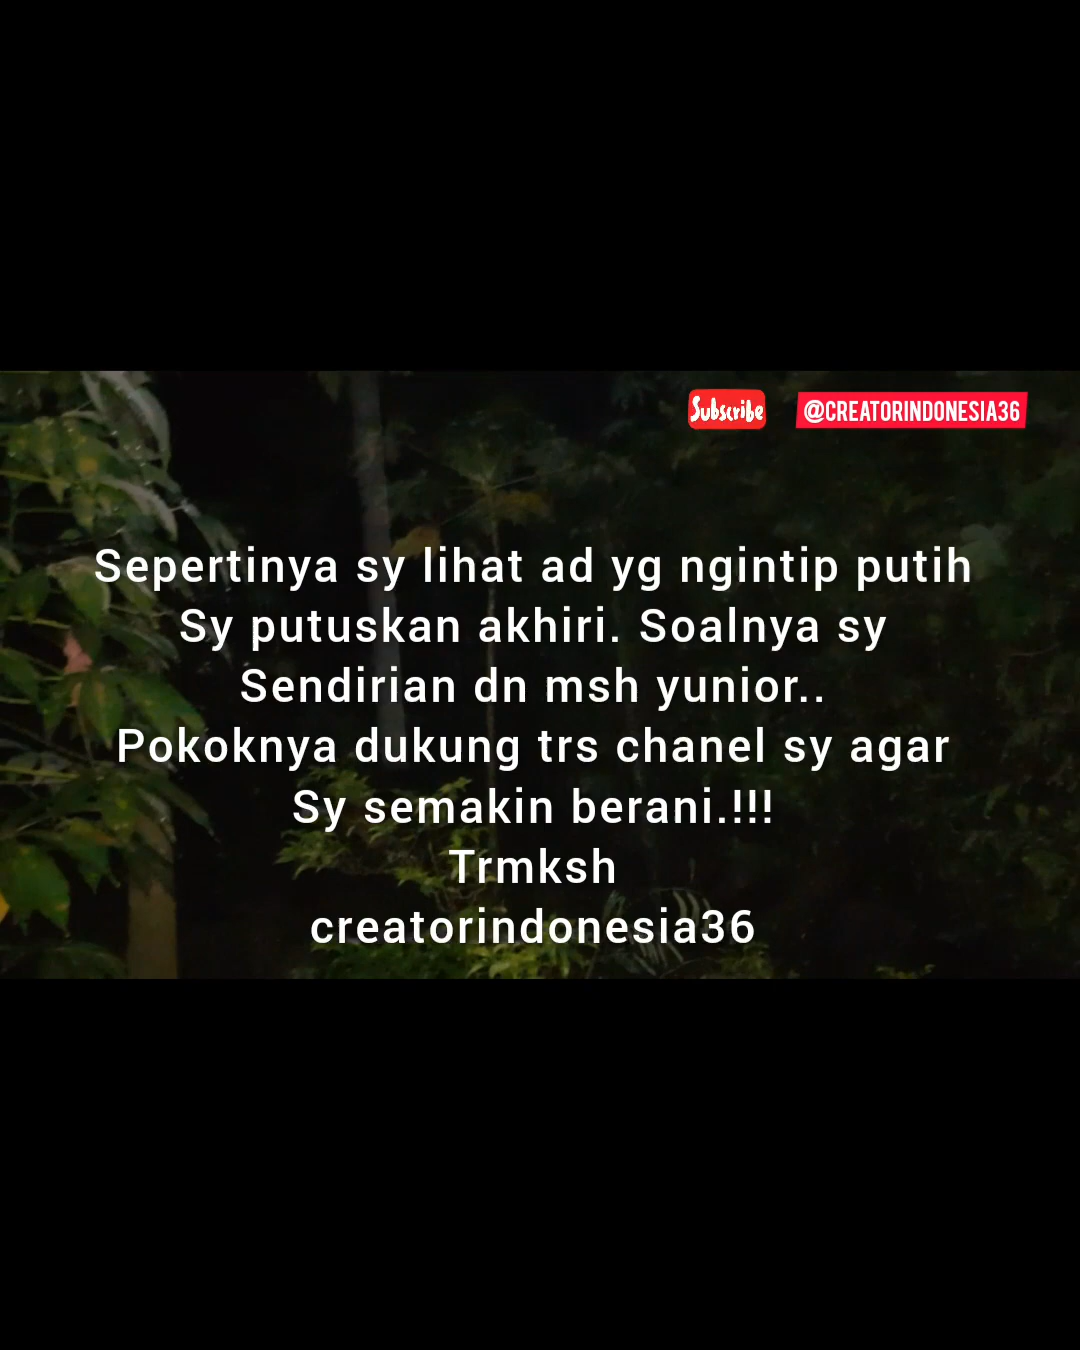 Subscribe
@CREATORINDONESIA36
Sepertinya sy lihat ad yg ngintip putih
Sy putuskan akhiri. Soalnya sy
Sendirian dn msh yunior..
Pokoknya dukung trs chanel sy agar
Sy semakin berani.!!!
Trmksh
creatorindonesia36